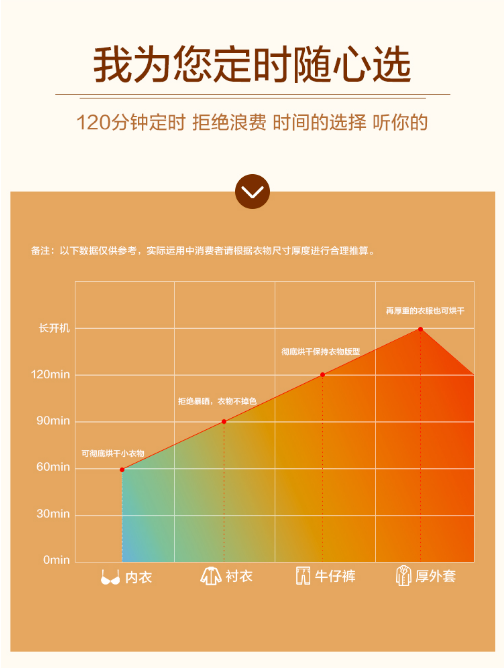 我为您定时随心选
120分钟定时 拒绝浪费 时间的选择 听你的
备注：以下数据仅供参考，实际运用中消费者请根据衣物尺寸厚度进行合理推算。
再厚重的衣服也可烘干
长开机
彻底烘干保持衣物版型
120min
拒绝暴晒，衣物不掉色
90min
可彻底烘干小衣物
60min
30min
0min
内衣 衬衣 牛仔裤 厚外套